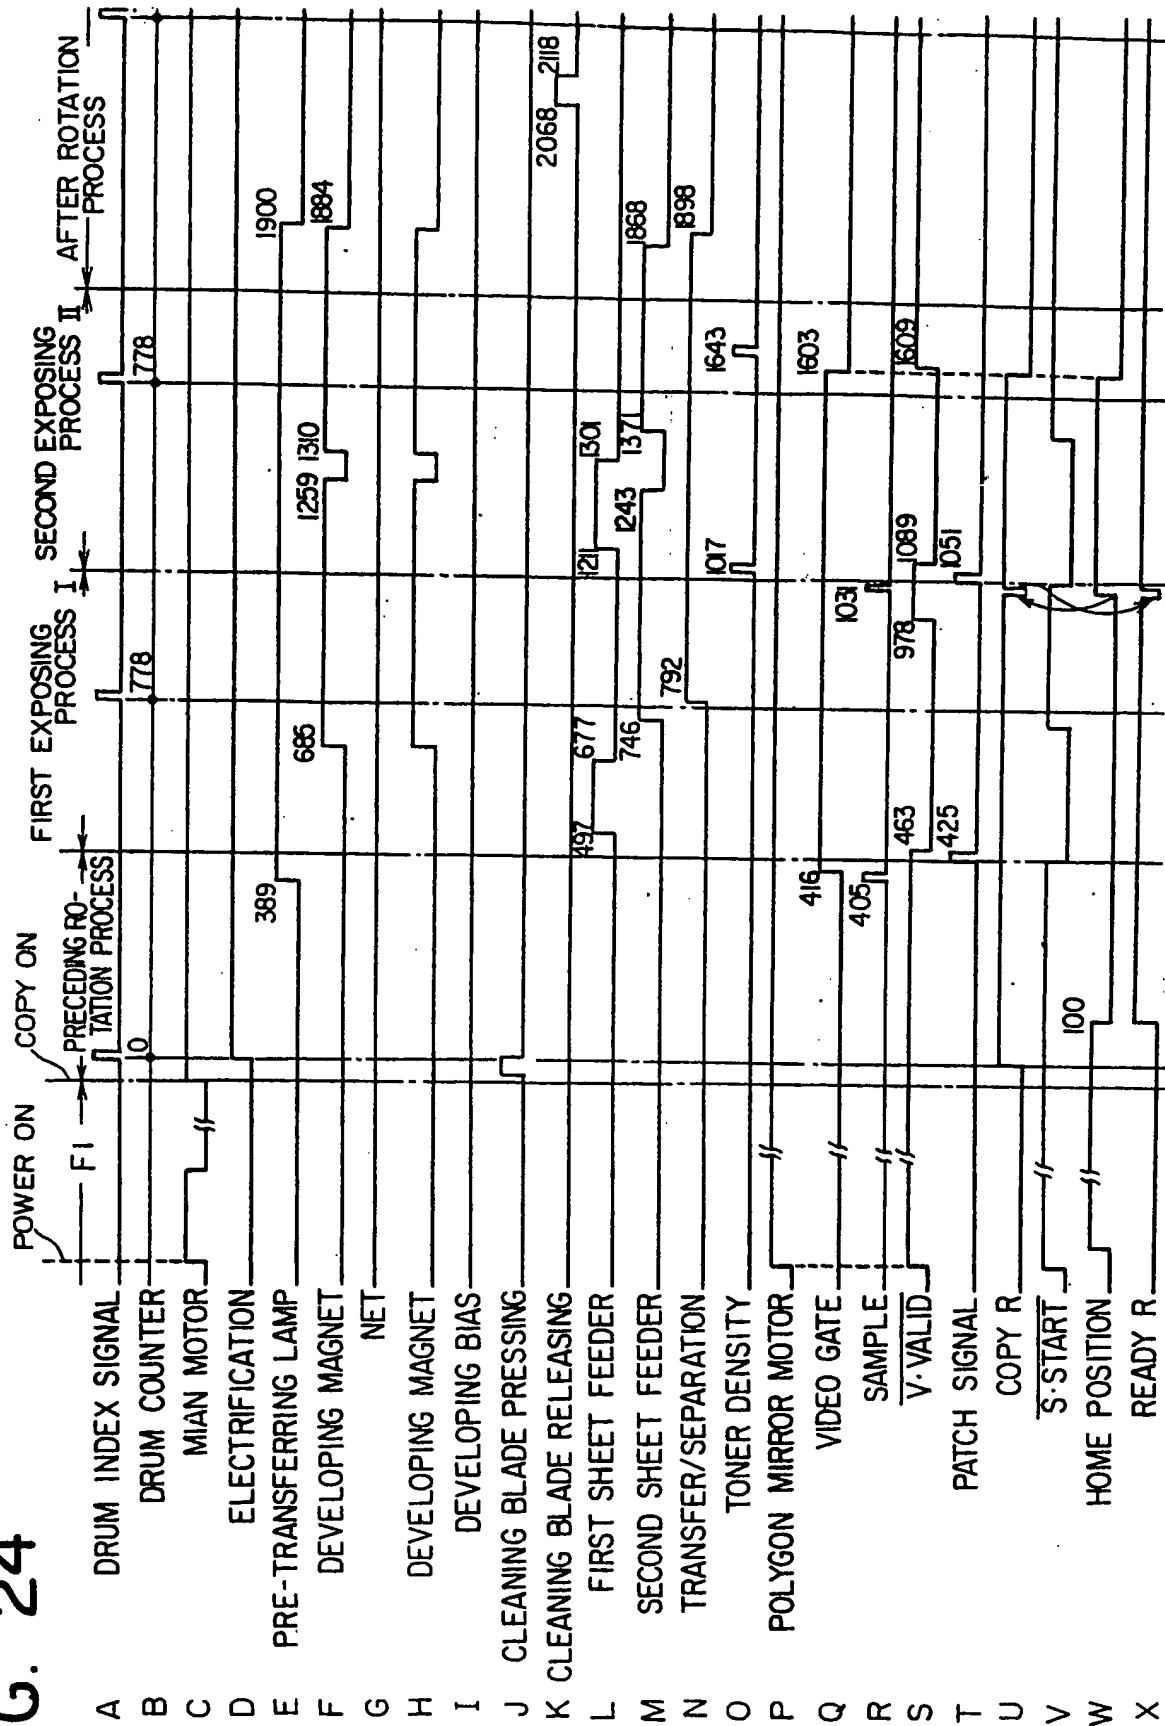 G. 24
POWER ON
COPY ON
F1
PRECEDING RO-
TATION PROCESS
FIRST EXPOSING
PROCESS I
SECOND EXPOSING
PROCESS II
AFTER ROTATION
PROCESS
A DRUM INDEX SIGNAL
B DRUM COUNTER 0 778 778
C MIAN MOTOR
D ELECTRIFICATION
E PRE-TRANSFERRING LAMP 389 1900
F DEVELOPING MAGNET 685 1259 1310 1884
G NET
H DEVELOPING MAGNET
I DEVELOPING BIAS
J CLEANING BLADE PRESSING
K CLEANING BLADE RELEASING 2068 2118
L FIRST SHEET FEEDER 497 677 1211 1301
M SECOND SHEET FEEDER 746 1243 1371 1868
N TRANSFER/SEPARATION 792 1898
O TONER DENSITY 1017 1643
P POLYGON MIRROR MOTOR
Q VIDEO GATE 416 1603
R SAMPLE 405 1031
S V·VALID 463 978 1089 1609
T PATCH SIGNAL 425 1051
U COPY R
V S·START
W HOME POSITION 100
X READY R